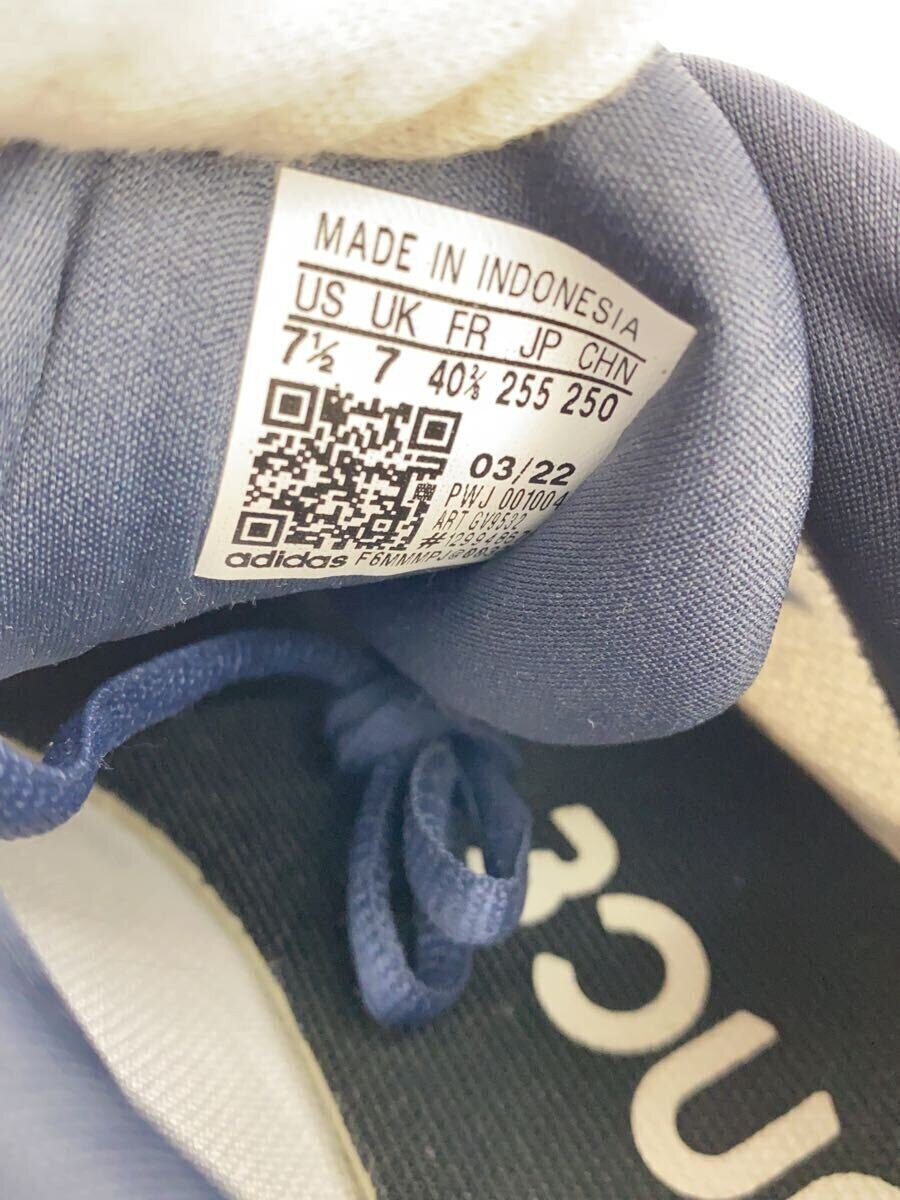 MADE IN INDONESIA
US UK FR JP CHN
7½ 7 40⅔ 255 250
03/22
PWJ 001004
ART GV9532
adidas